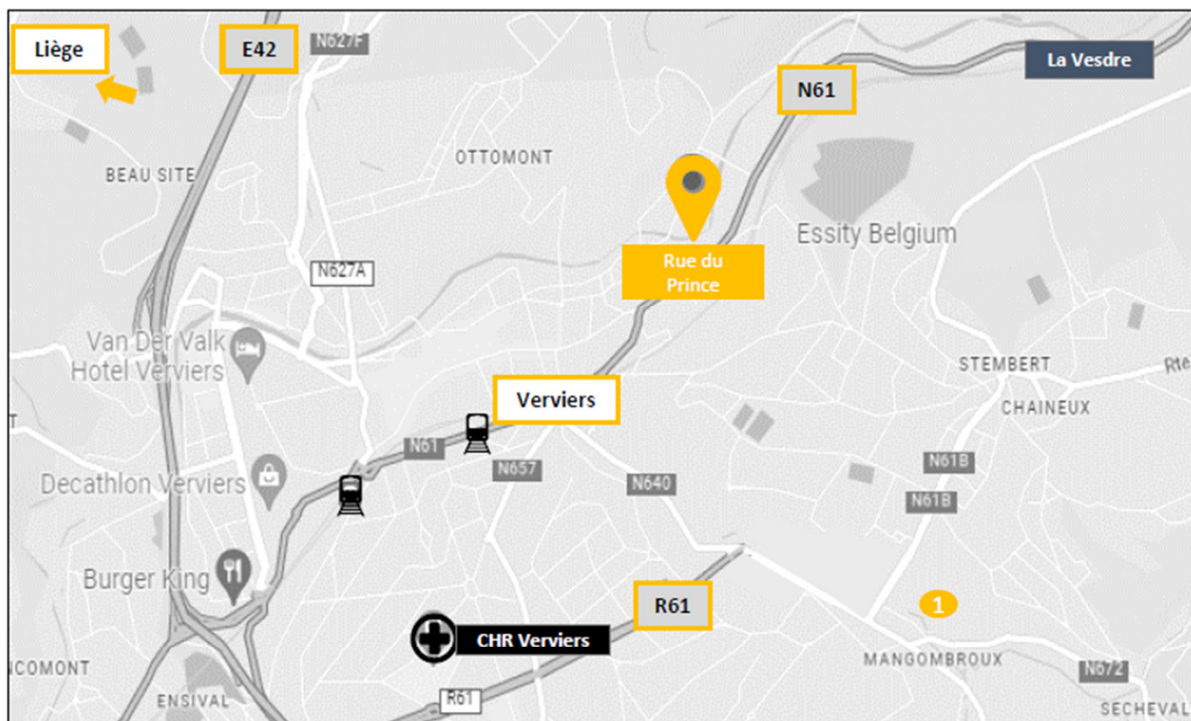 Liège
E42
N627F
N61
La Vesdre
BEAU SITE
OTTOMONT
Essity Belgium
Rue du
Prince
N627A
Van Der Valk
Hotel Verviers
Verviers
STEMBERT
Rte
CHAINEUX
N61
N657
N640
N61B
N61B
Decathlon Verviers
Burger King
R61
1
CHR Verviers
MANGOMBROUX
N672
NCOMONT
ENSIVAL
R61
SECHEVAL